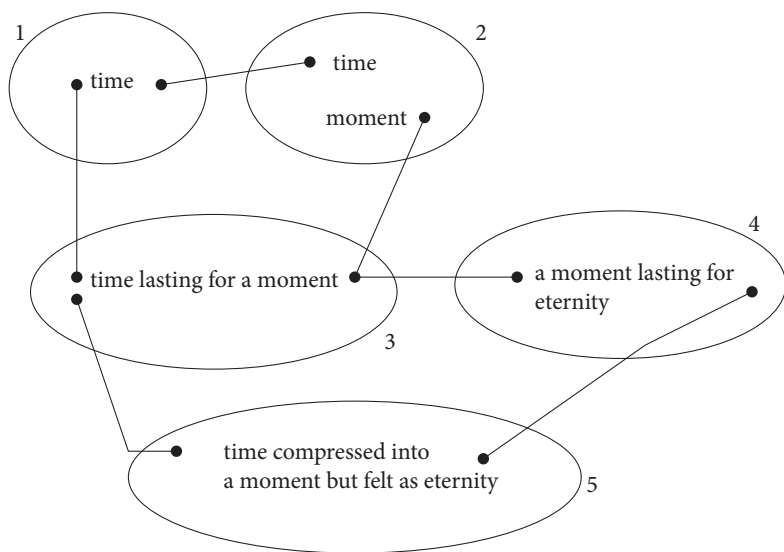 1
time
2
time
moment
3
time lasting for a moment
4
a moment lasting for
eternity
5
time compressed into
a moment but felt as eternity